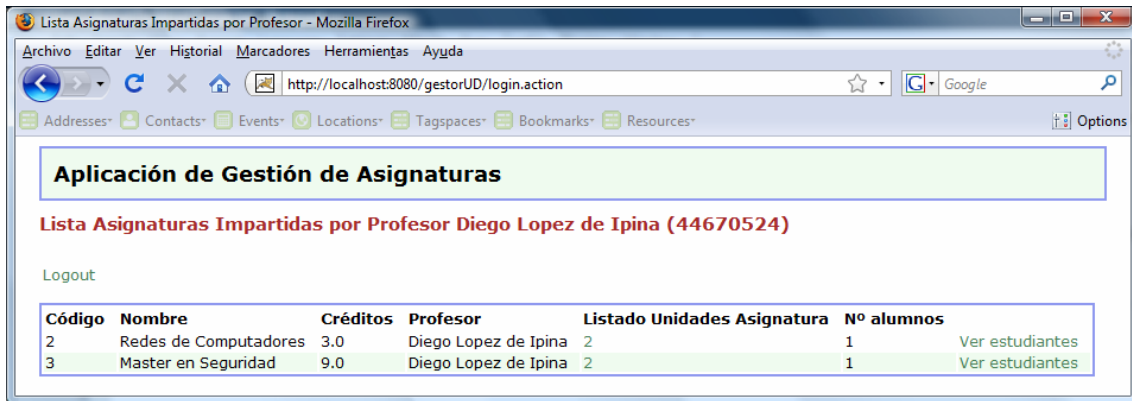 Lista Asignaturas Impartidas por Profesor - Mozilla Firefox
Archivo Editar Ver Historial Marcadores Herramientas Ayuda
http://localhost:8080/gestorUD/login.action
G Google
Addresses Contacts Events Locations Tagspaces Bookmarks Resources Options
Aplicación de Gestión de Asignaturas
Lista Asignaturas Impartidas por Profesor Diego Lopez de Ipina (44670524)
Logout
Código Nombre Créditos Profesor Listado Unidades Asignatura Nº alumnos
2 Redes de Computadores 3.0 Diego Lopez de Ipina 2 1 Ver estudiantes
3 Master en Seguridad 9.0 Diego Lopez de Ipina 2 1 Ver estudiantes